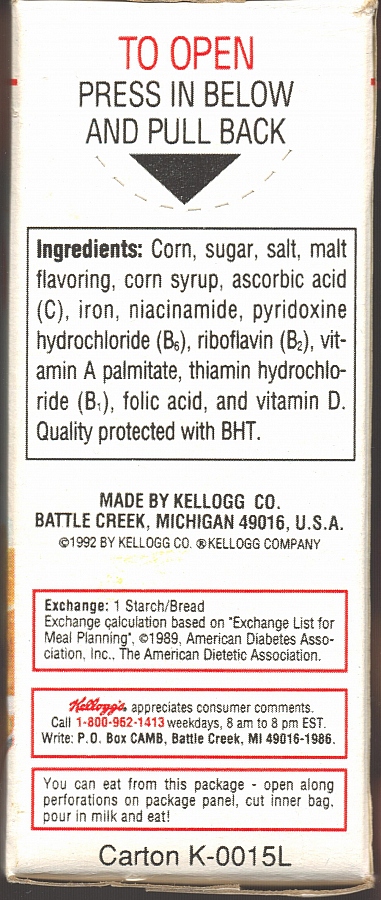 TO OPEN
PRESS IN BELOW
AND PULL BACK
Ingredients: Corn, sugar, salt, malt
flavoring, corn syrup, ascorbic acid
(C), iron, niacinamide, pyridoxine
hydrochloride (B₆), riboflavin (B₂), vit-
amin A palmitate, thiamin hydrochlo-
ride (B₁), folic acid, and vitamin D.
Quality protected with BHT.
MADE BY KELLOGG CO.
BATTLE CREEK, MICHIGAN 49016, U.S.A.
©1992 BY KELLOGG CO. ®KELLOGG COMPANY
Exchange: 1 Starch/Bread
Exchange calculation based on "Exchange List for
Meal Planning", ©1989, American Diabetes Asso-
ciation, Inc., The American Dietetic Association.
Kellogg's appreciates consumer comments.
Call 1-800-962-1413 weekdays, 8 am to 8 pm EST.
Write: P.O. Box CAMB, Battle Creek, MI 49016-1986.
You can eat from this package - open along
perforations on package panel, cut inner bag,
pour in milk and eat!
Carton K-0015L